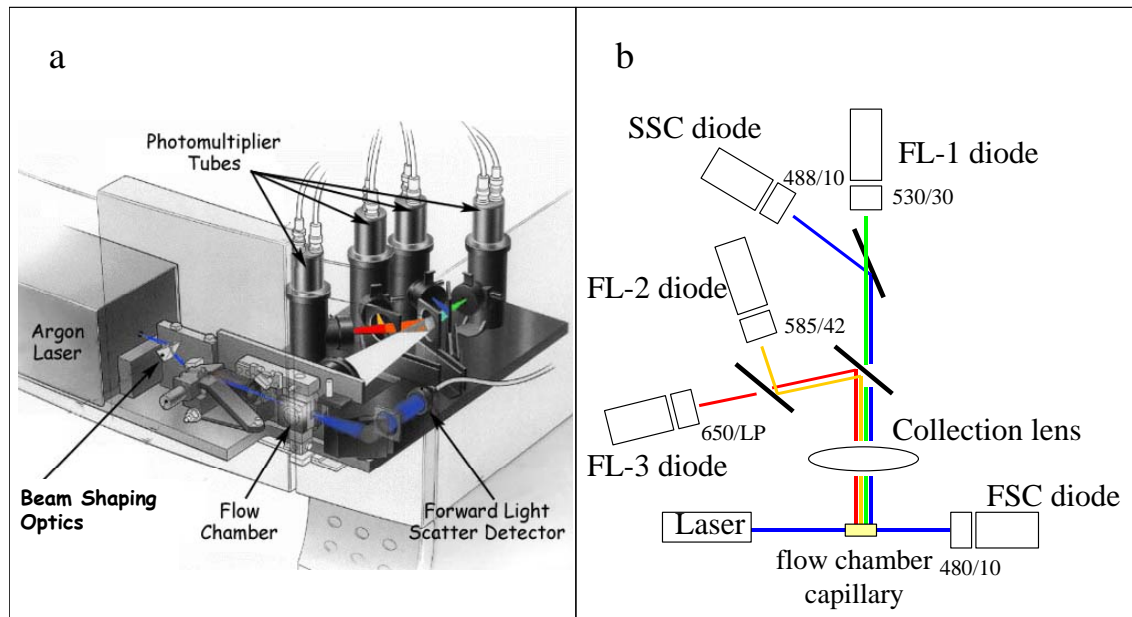 a
Photomultiplier
Tubes
Argon
Laser
Beam Shaping
Optics
Flow
Chamber
Forward Light
Scatter Detector
b
SSC diode
488/10
FL-1 diode
530/30
FL-2 diode
585/42
FL-3 diode
650/LP
Collection lens
FSC diode
Laser
480/10
flow chamber
capillary